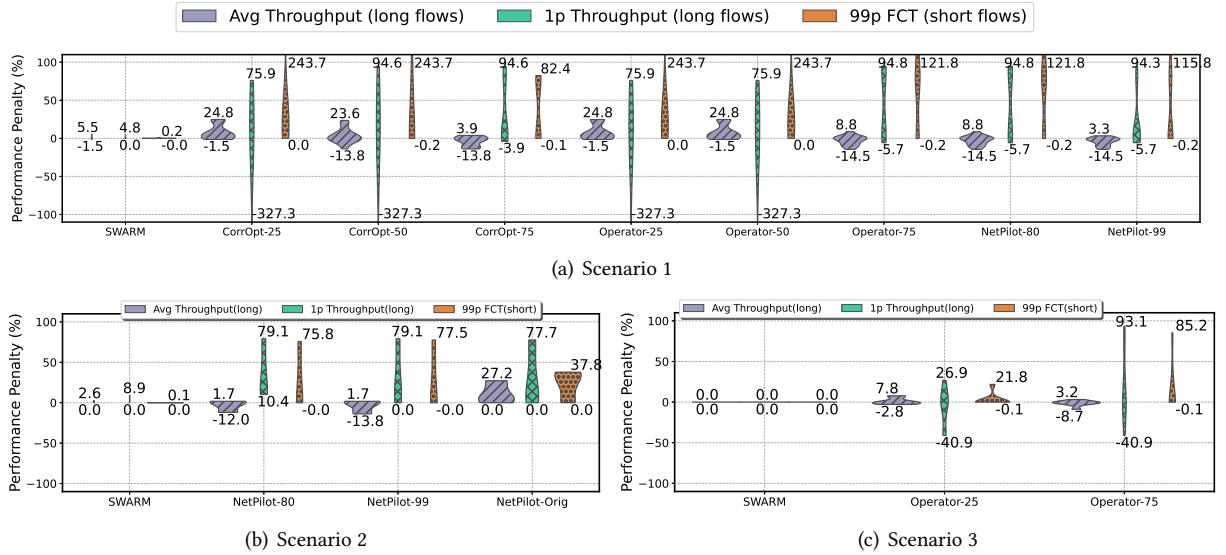 Avg Throughput (long flows) 1p Throughput (long flows) 99p FCT (short flows)
Performance Penalty (%)
100
50
0
−50
−100
5.5 4.8 0.2
-1.5 0.0 -0.0
24.8 75.9 243.7
-1.5 -327.3 0.0
23.6 94.6 243.7
-13.8 -327.3 -0.2
3.9 94.6 82.4
-13.8 -3.9 -0.1
24.8 75.9 243.7
-1.5 -327.3 0.0
24.8 75.9 243.7
-1.5 -327.3 0.0
8.8 94.8 121.8
-14.5 -5.7 -0.2
8.8 94.8 121.8
-14.5 -5.7 -0.2
3.3 94.3 115.8
-14.5 -5.7 -0.2
SWARM CorrOpt-25 CorrOpt-50 CorrOpt-75 Operator-25 Operator-50 Operator-75 NetPilot-80 NetPilot-99
(a) Scenario 1
Avg Throughput(long) 1p Throughput(long) 99p FCT(short)
Performance Penalty (%)
100
50
0
−50
−100
2.6 8.9 0.1
0.0 0.0 0.0
1.7 79.1 75.8
-12.0 10.4 -0.0
1.7 79.1 77.5
-13.8 0.0 -0.0
27.2 77.7 37.8
0.0 0.0 0.0
SWARM NetPilot-80 NetPilot-99 NetPilot-Orig
(b) Scenario 2
Avg Throughput(long) 1p Throughput(long) 99p FCT(short)
Performance Penalty (%)
100
50
0
−50
−100
0.0 0.0 0.0
0.0 0.0 0.0
7.8 26.9 21.8
-2.8 -40.9 -0.1
3.2 93.1 85.2
-8.7 -40.9 -0.1
SWARM Operator-25 Operator-75
(c) Scenario 3